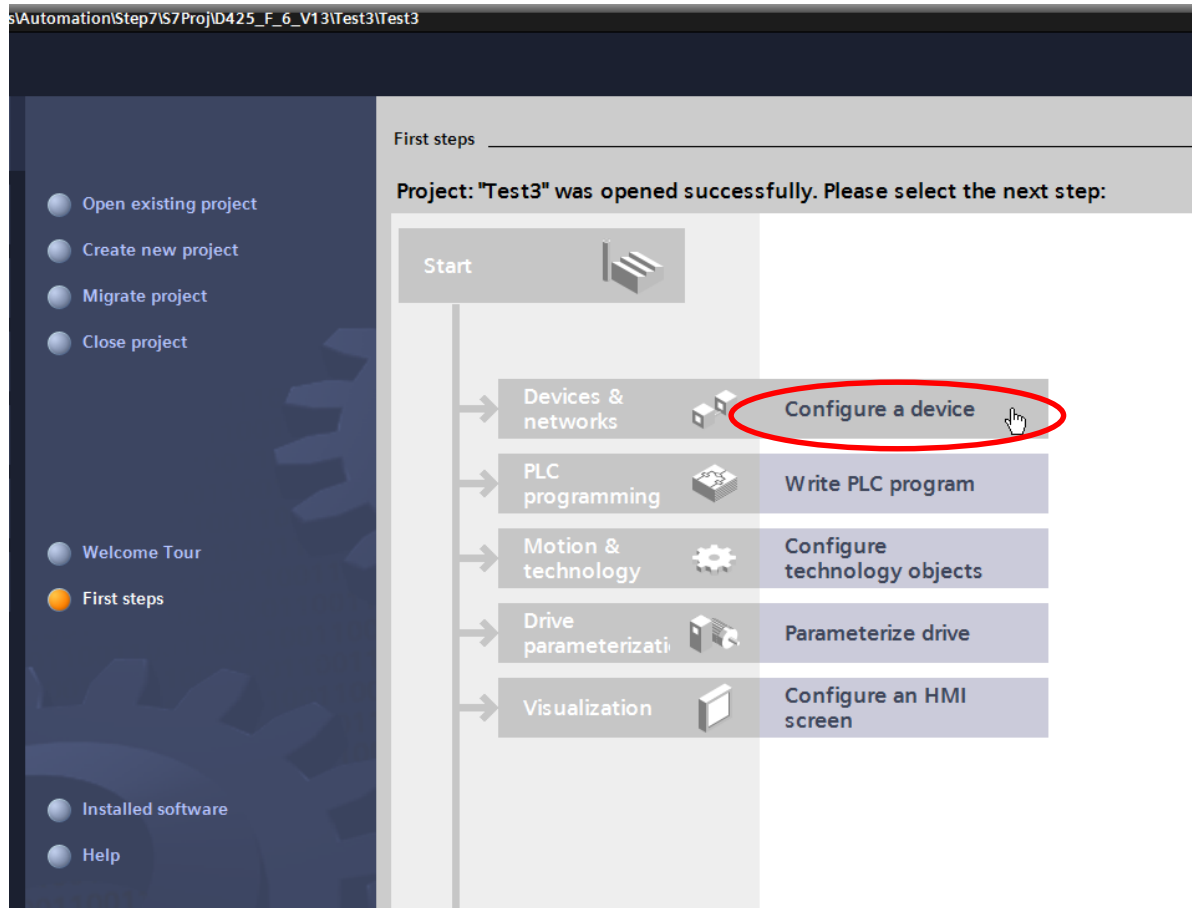 s\Automation\Step7\S7Proj\D425_F_6_V13\Test3\Test3
Open existing project
Create new project
Migrate project
Close project
Welcome Tour
First steps
Installed software
Help
First steps
Project: "Test3" was opened successfully. Please select the next step:
Start
Devices &
networks
Configure a device
PLC
programming
Write PLC program
Motion &
technology
Configure
technology objects
Drive
parameterizati
Parameterize drive
Visualization
Configure an HMI
screen